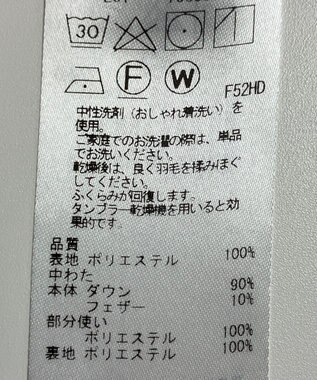 30
F W
F52HD
中性洗剤（おしゃれ着洗い）を
使用。
ご家庭でのお洗濯の際は、単品
でお洗いください。
乾燥後は、良く羽毛を揉みほぐ
してください。
ふくらみが回復します。
タンブラー乾燥機を用いると効
果的です。
品質
表地 ポリエステル 100%
中わた
本体 ダウン 90%
フェザー 10%
部分使い
ポリエステル 100%
裏地 ポリエステル 100%